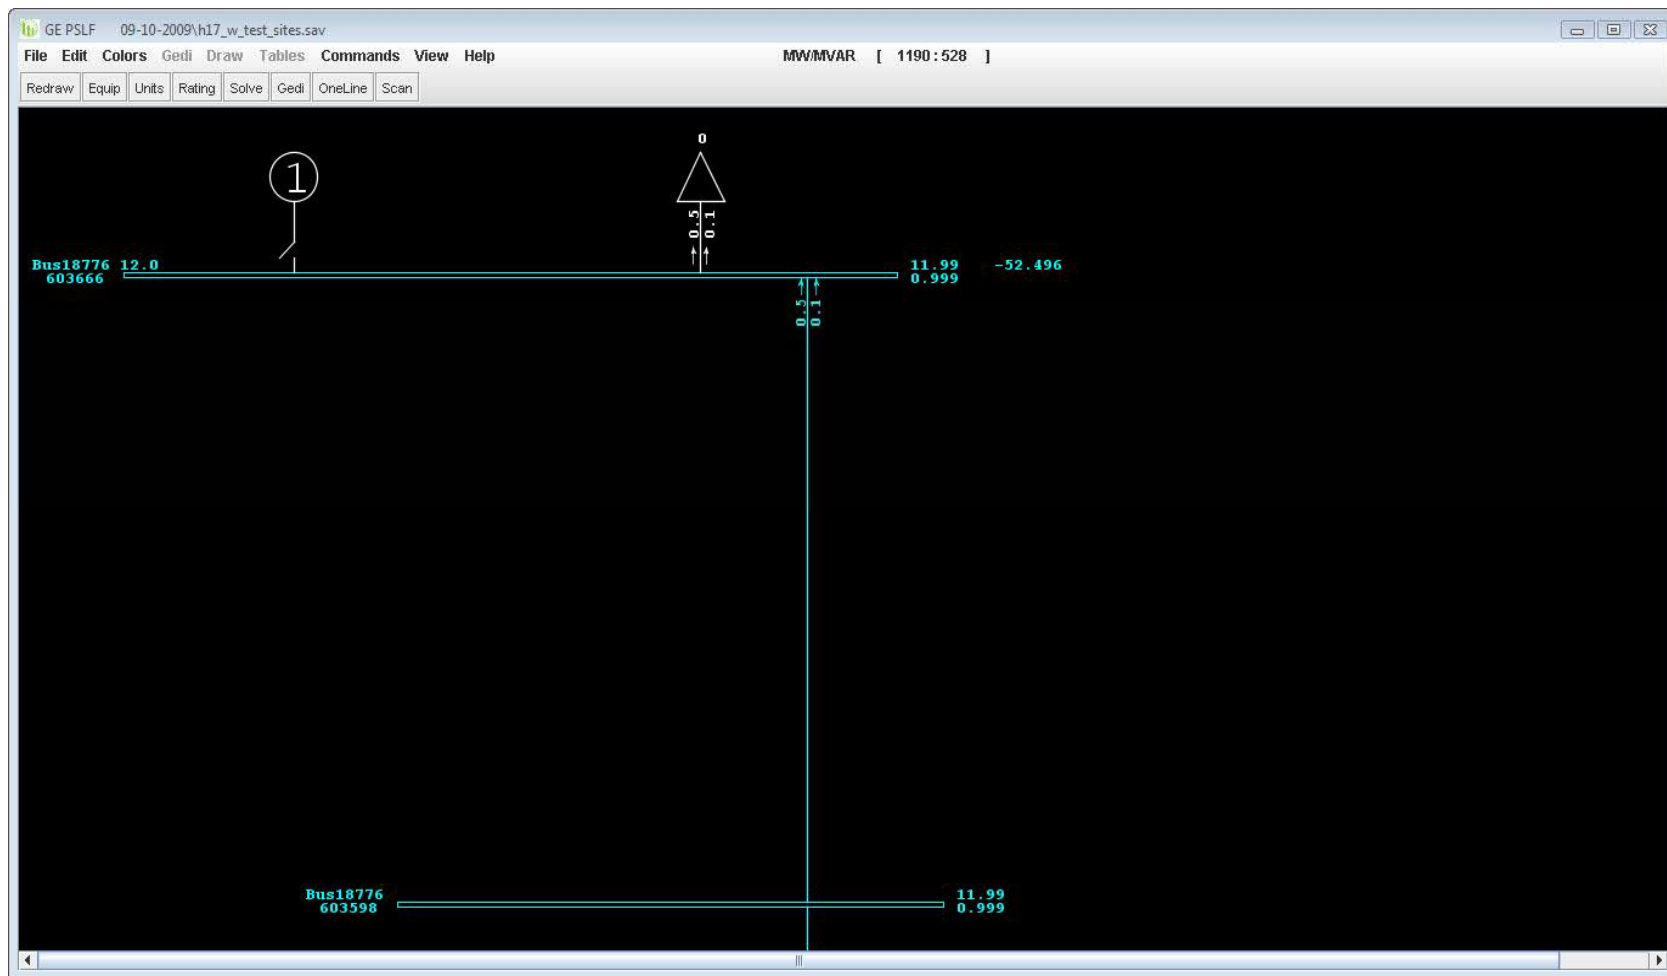 GE PSLF 09-10-2009\h17_w_test_sites.sav
File Edit Colors Gedi Draw Tables Commands View Help MW/MVAR [ 1190:528 ]
Redraw Equip Units Rating Solve Gedi OneLine Scan
0
1
0.5 0.1
Bus18776 12.0 11.99 -52.496
603666 0.999
0.5 0.1
Bus18776 11.99
603598 0.999